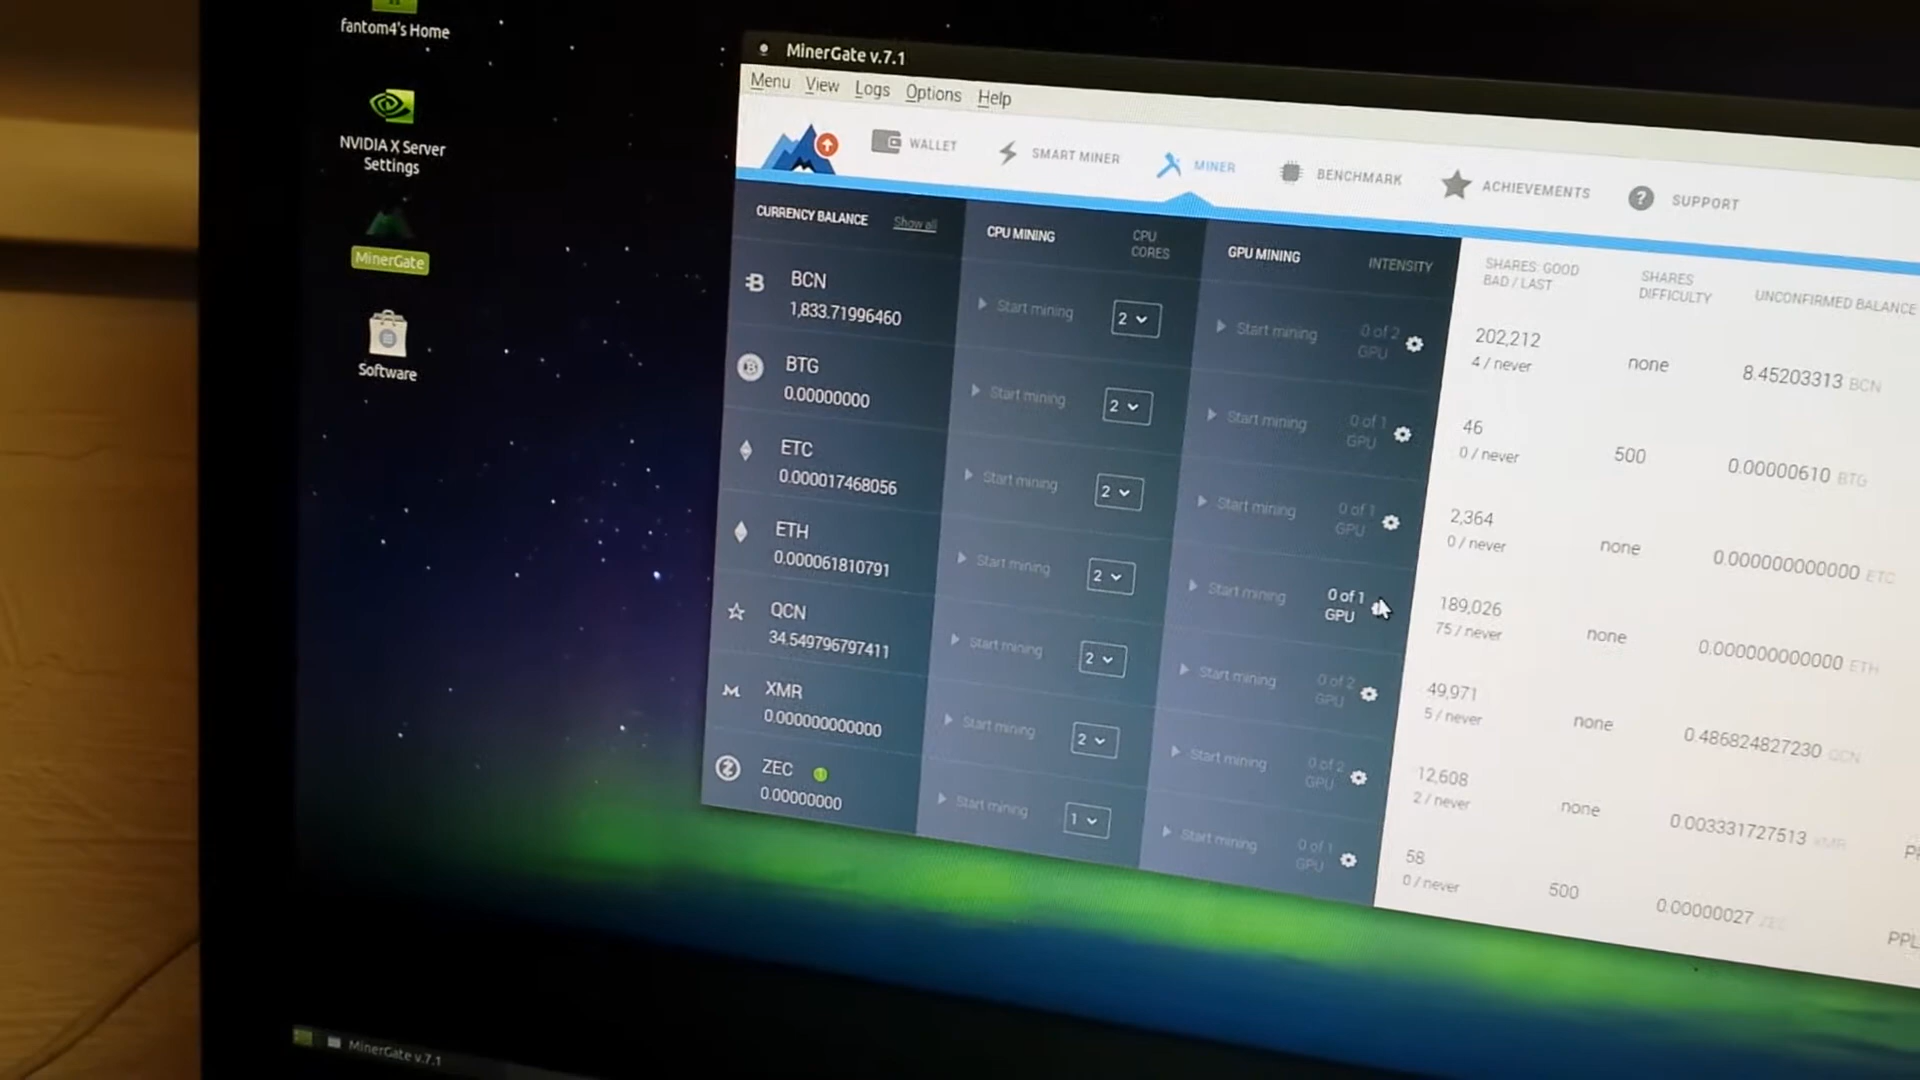 fantom4's Home
NVIDIA X Server
Settings
MinerGate
Software
MinerGate v.7.1
Menu View Logs Options Help
WALLET SMART MINER MINER BENCHMARK ACHIEVEMENTS ? SUPPORT
CURRENCY BALANCE Show all
CPU MINING CPU CORES
GPU MINING INTENSITY
SHARES: GOOD
BAD / LAST
SHARES
DIFFICULTY
UNCONFIRMED BALANCE
BCN
1,833.71996460
Start mining 2
Start mining 0 of 2
GPU
202,212
4 / never
none
8.45203313 BCN
BTG
0.00000000
Start mining 2
Start mining 0 of 1
GPU
46
0 / never
500
0.00000610 BTG
ETC
0.000017468056
Start mining 2
Start mining 0 of 1
GPU
2,364
0 / never
none
0.000000000000 ETC
ETH
0.000061810791
Start mining 2
Start mining 0 of 1
GPU
189,026
75 / never
none
0.000000000000 ETH
QCN
34.549796797411
Start mining 2
Start mining 0 of 2
GPU
49,971
5 / never
none
0.486824827230 QCN
XMR
0.000000000000
Start mining 2
Start mining 0 of 2
GPU
12,608
2 / never
none
0.003331727513 XMR
ZEC
0.00000000
Start mining 1
Start mining 0 of 1
GPU
58
0 / never
500
0.00000027 ZEC
MinerGate v.7.1